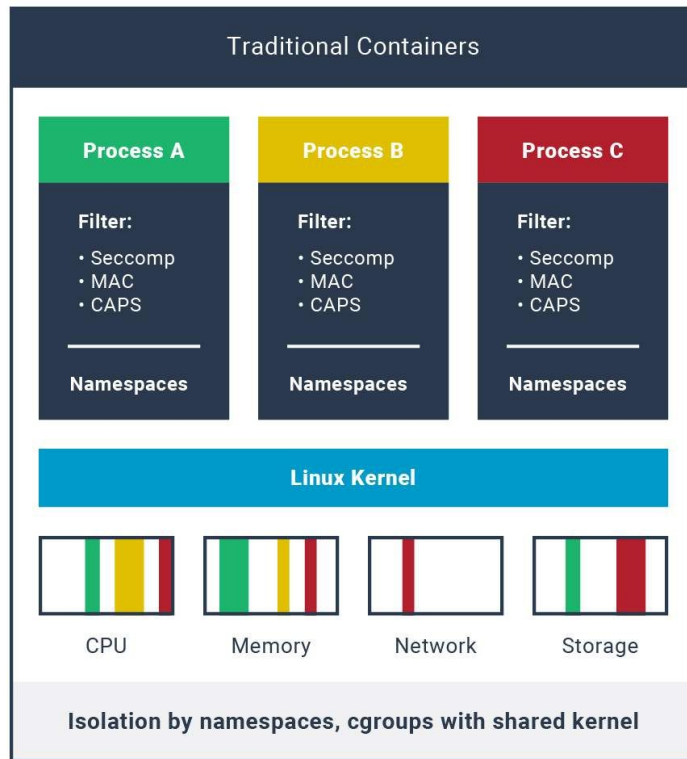 Traditional Containers
Process A
Filter:
• Seccomp
• MAC
• CAPS
Namespaces
Process B
Filter:
• Seccomp
• MAC
• CAPS
Namespaces
Process C
Filter:
• Seccomp
• MAC
• CAPS
Namespaces
Linux Kernel
CPU
Memory
Network
Storage
Isolation by namespaces, cgroups with shared kernel